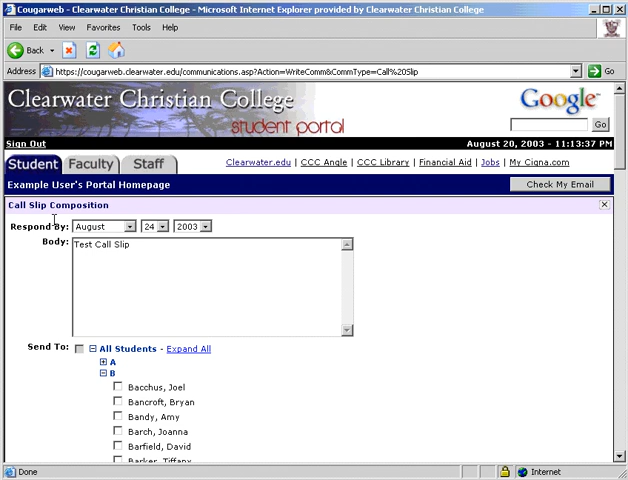 Cougarweb - Clearwater Christian College - Microsoft Internet Explorer provided by Clearwater Christian College
File Edit View Favorites Tools Help
Back
Address https://cougarweb.clearwater.edu/communications.asp?Action=WriteComm&CommType=Call%20Slip Go
Clearwater Christian College
student portal
Google
Go
Sign Out August 20, 2003 - 11:13:37 PM
Student Faculty Staff Clearwater.edu | CCC Angle | CCC Library | Financial Aid | Jobs | My Cigna.com
Example User's Portal Homepage Check My Email
Call Slip Composition
Respond By: August 24 2003
Body: Test Call Slip
Send To: All Students - Expand All
A
B
Bacchus, Joel
Bancroft, Bryan
Bandy, Amy
Barch, Joanna
Barfield, David
Barker, Tiffany
Done Internet